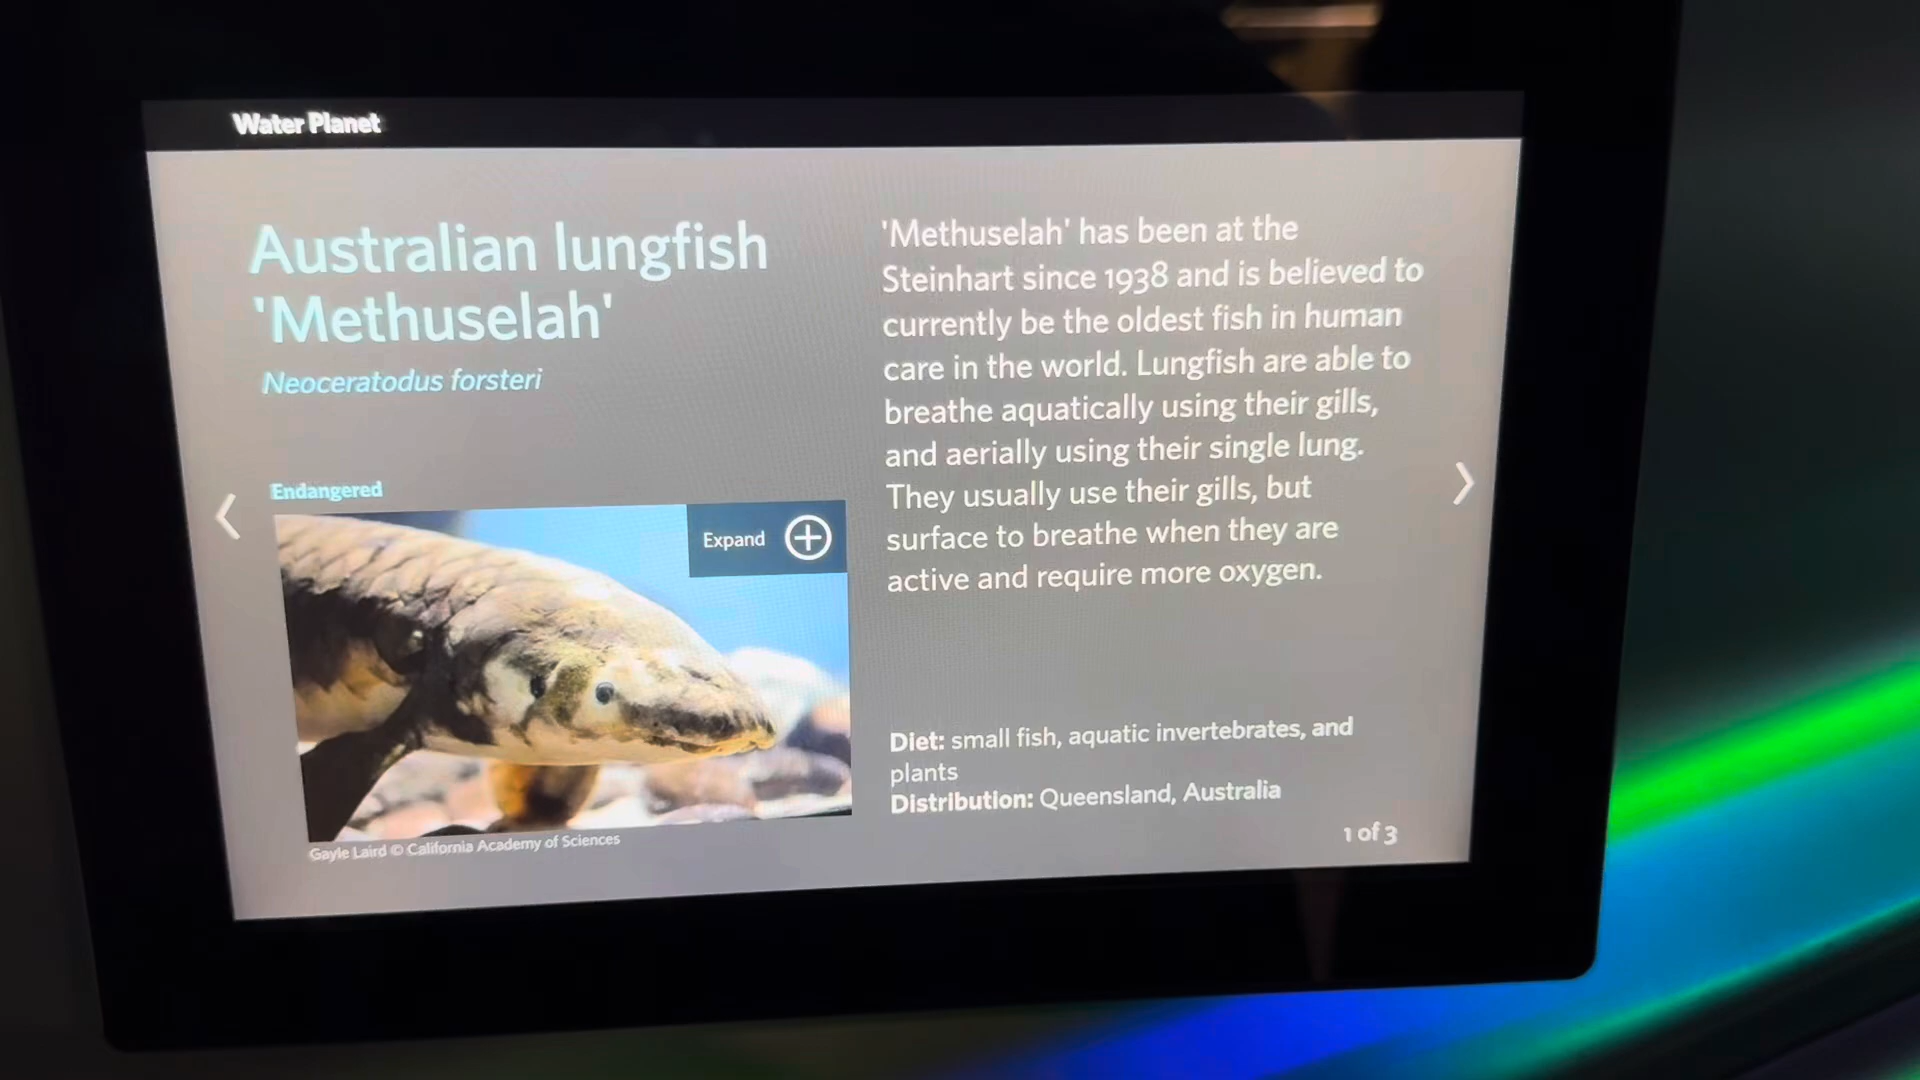 Water Planet
Australian lungfish
'Methuselah'
Neoceratodus forsteri
Endangered
Expand
Gayle Laird © California Academy of Sciences
'Methuselah' has been at the
Steinhart since 1938 and is believed to
currently be the oldest fish in human
care in the world. Lungfish are able to
breathe aquatically using their gills,
and aerially using their single lung.
They usually use their gills, but
surface to breathe when they are
active and require more oxygen.
Diet: small fish, aquatic invertebrates, and
plants
Distribution: Queensland, Australia
1 of 3